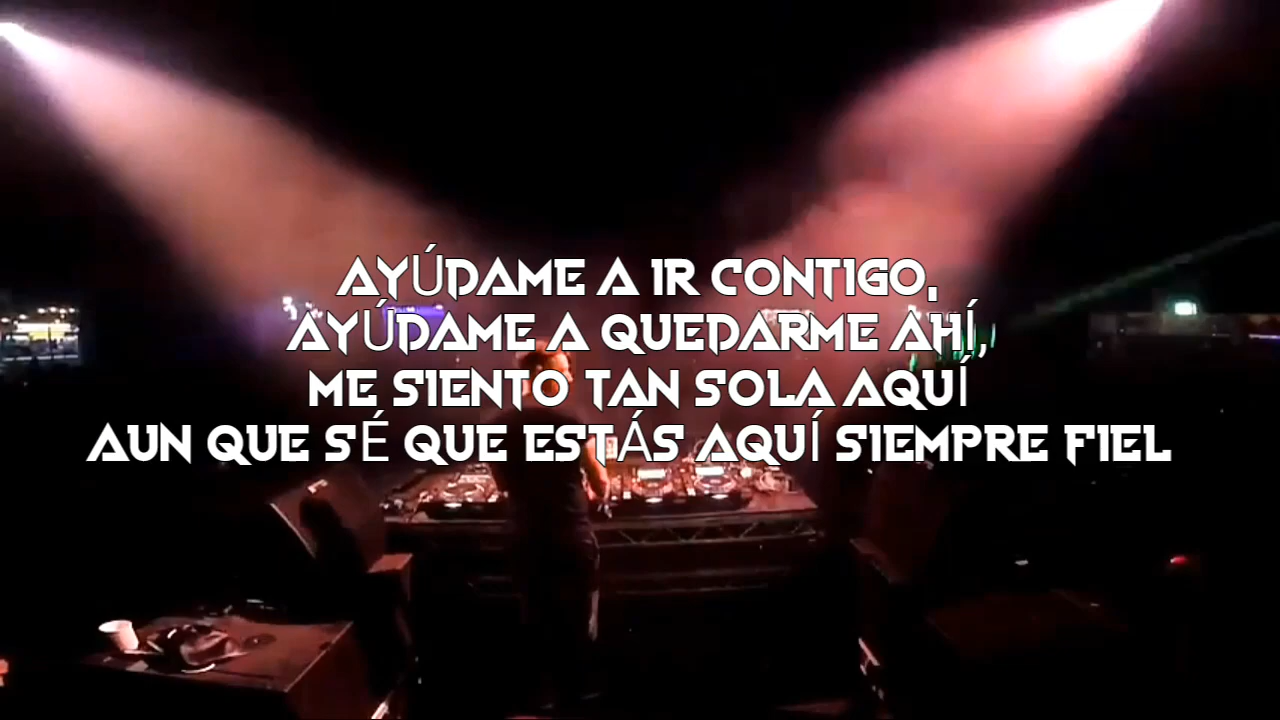 AYÚDAME A IR CONTIGO,
AYÚDAME A QUEDARME AHÍ,
ME SIENTO TAN SOLA AQUÍ
AUN QUE SÉ QUE ESTÁS AQUÍ SIEMPRE FIEL